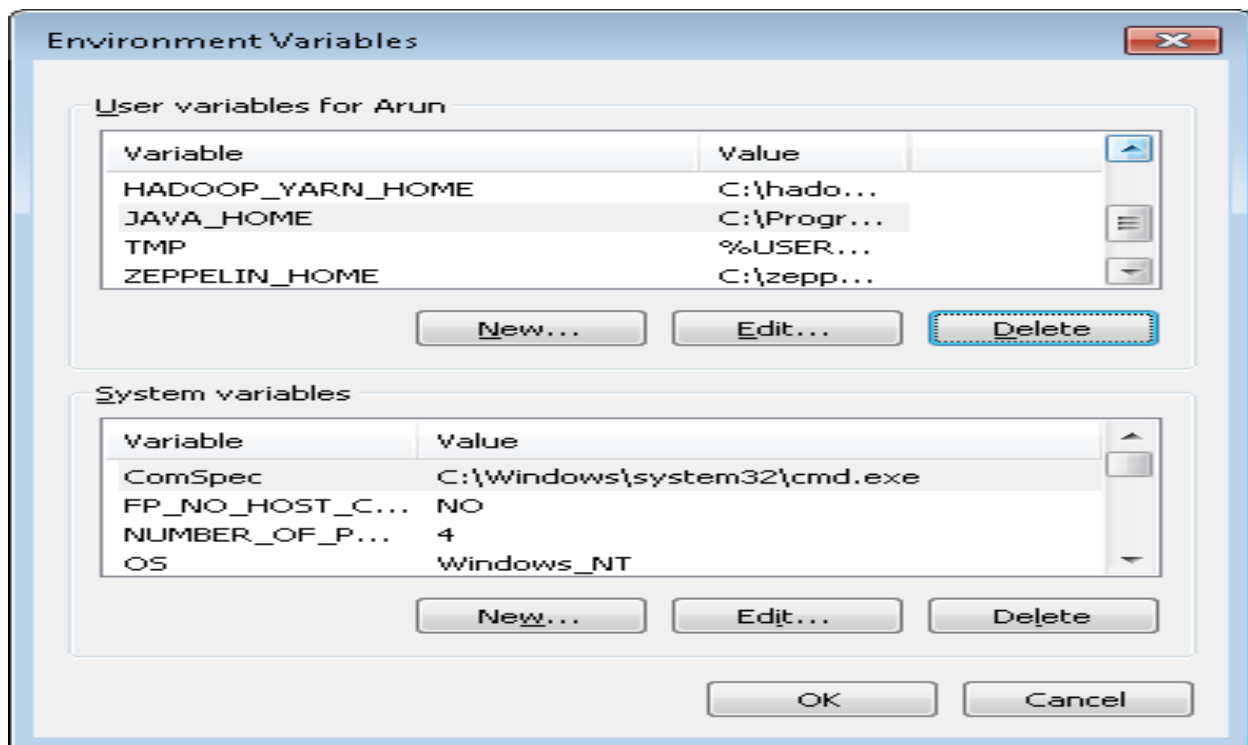 Environment Variables
User variables for Arun
Variable Value
HADOOP_YARN_HOME C:\hado...
JAVA_HOME C:\Progr...
TMP %USER...
ZEPPELIN_HOME C:\zepp...
New... Edit... Delete
System variables
Variable Value
ComSpec C:\Windows\system32\cmd.exe
FP_NO_HOST_C... NO
NUMBER_OF_P... 4
OS Windows_NT
New... Edit... Delete
OK Cancel